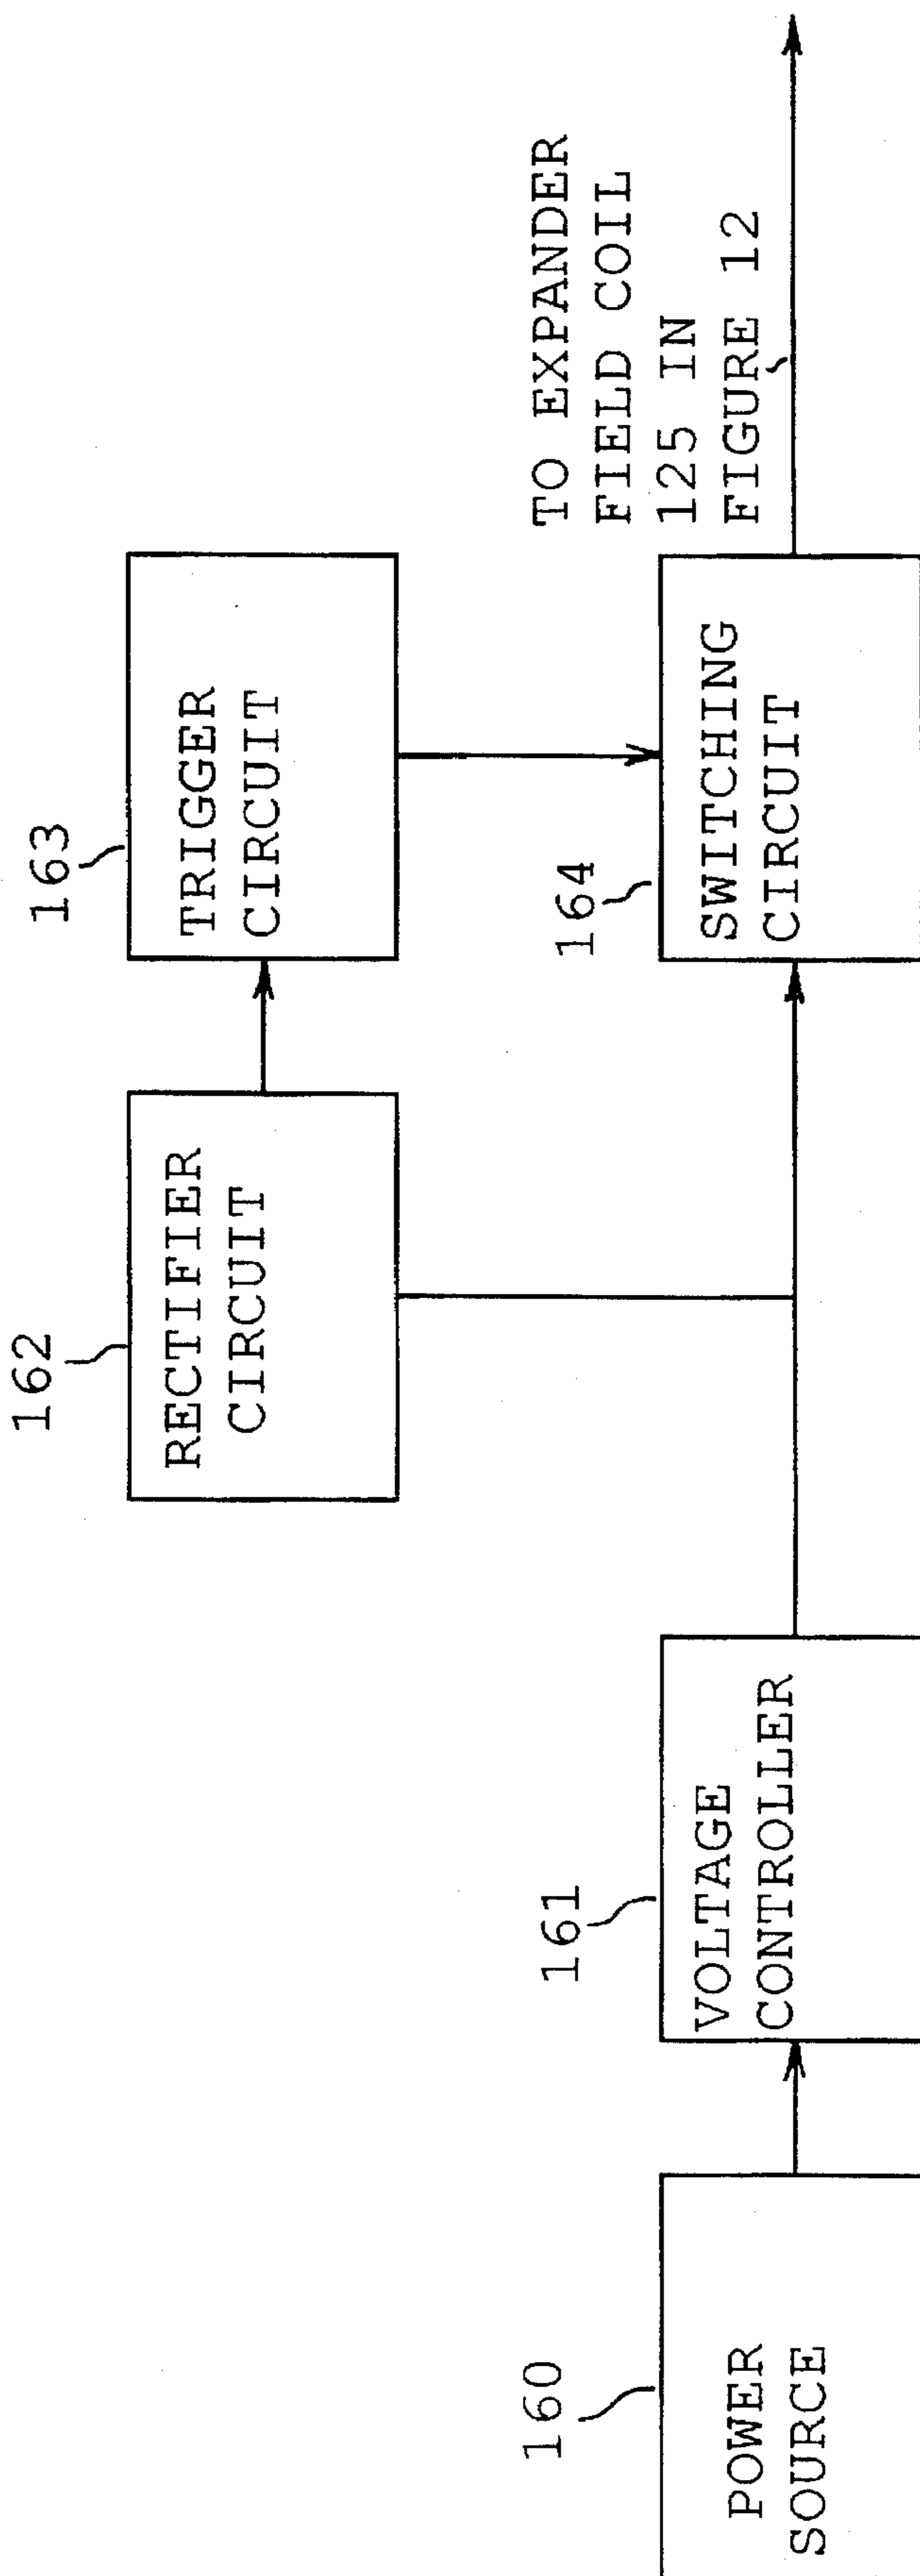 163
TRIGGER
CIRCUIT
162
RECTIFIER
CIRCUIT
TO EXPANDER
FIELD COIL
125 IN
FIGURE 12
164
SWITCHING
CIRCUIT
161
VOLTAGE
CONTROLLER
160
POWER
SOURCE